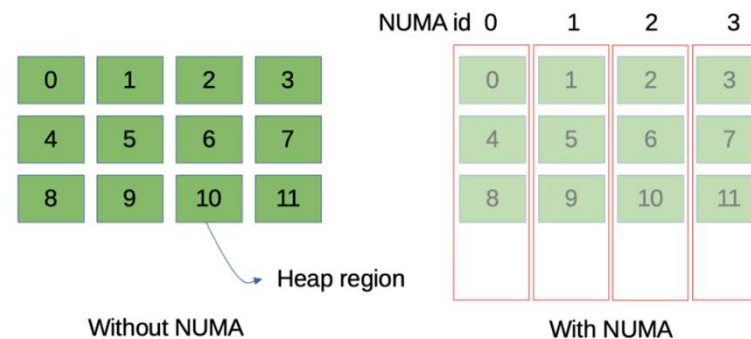 NUMA id 0 1 2 3
0 1 2 3 0 1 2 3
4 5 6 7 4 5 6 7
8 9 10 11 8 9 10 11
Heap region
Without NUMA With NUMA